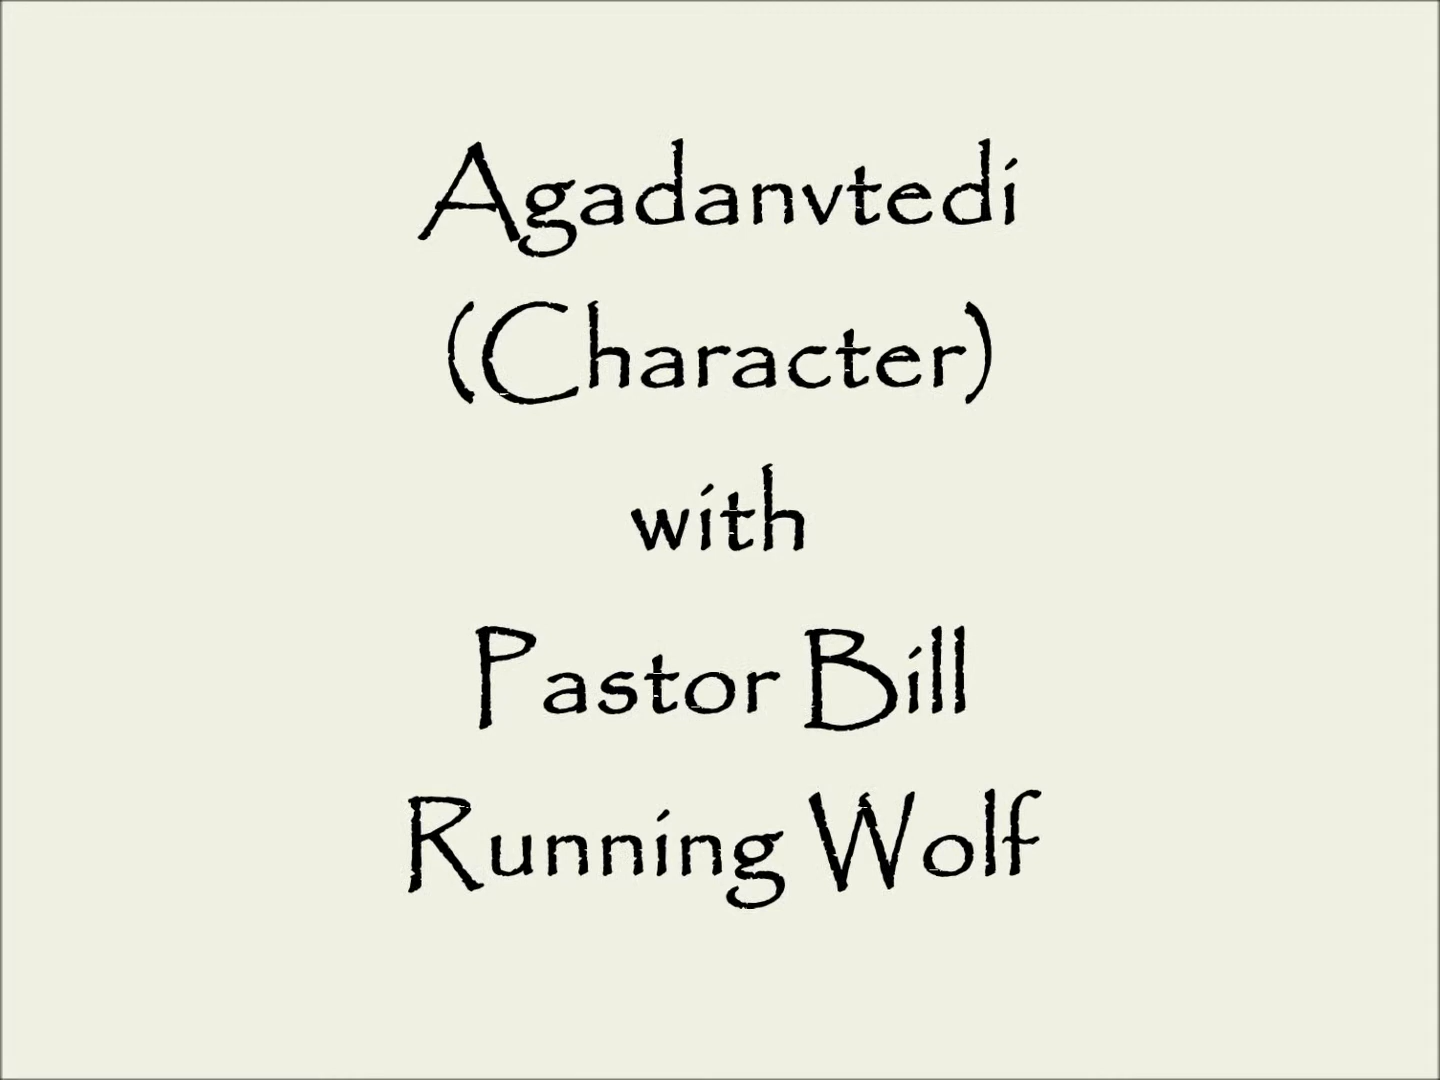 Agadanvtedi
(Character)
with
Pastor Bill
Running Wolf